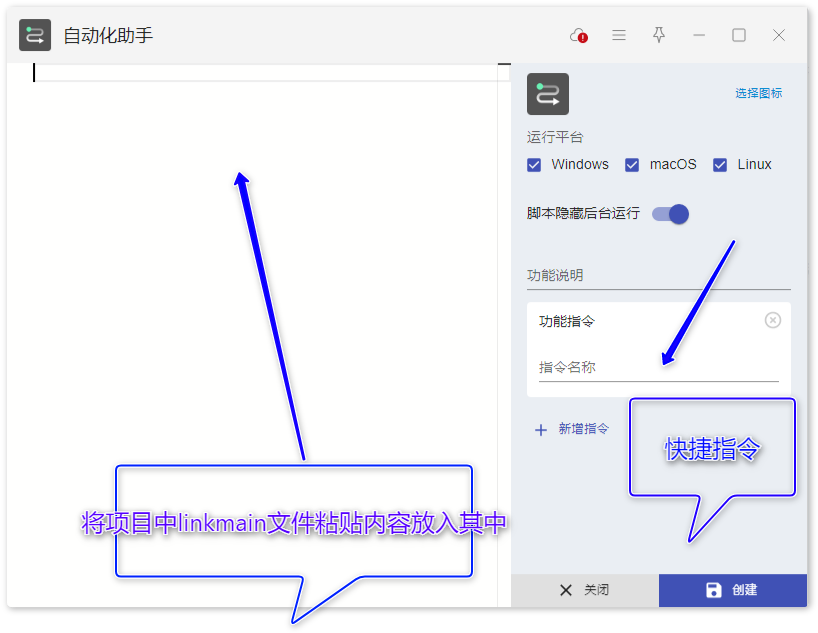 自动化助手
选择图标
运行平台
Windows macOS Linux
脚本隐藏后台运行
功能说明
功能指令
指令名称
新增指令
快捷指令
将项目中linkmain文件粘贴内容放入其中
关闭
创建